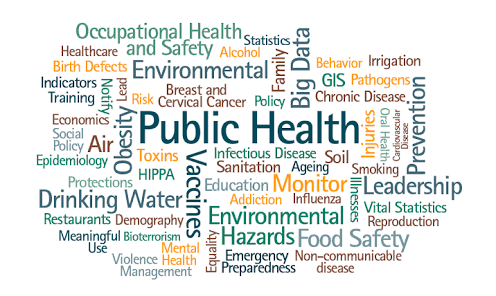 Occupational Health
and Safety
Statistics
Healthcare
Alcohol
Family
Big Data
Behavior
Irrigation
Birth Defects
Environmental
GIS
Pathogens
Indicators
Lead
Notify
Training
Risk
Breast and
Cervical Cancer
Policy
Chronic Disease
Prevention
Economics
Obesity
Public Health
Injuries
Oral Health
Cardiovascular
Disease
Social
Policy
Air
Epidemiology
Toxins
Vaccines
Infectious Disease
Soil
HIPPA
Sanitation
Ageing
Smoking
Protections
Education
Monitor
Illnesses
Leadership
Drinking Water
Addiction
Influenza
Vital Statistics
Restaurants
Demography
Environmental
Hazards
Reproduction
Meaningful
Use
Bioterrorism
Equality
Food Safety
Mental
Health
Violence
Management
Emergency
Preparedness
Non-communicable
disease